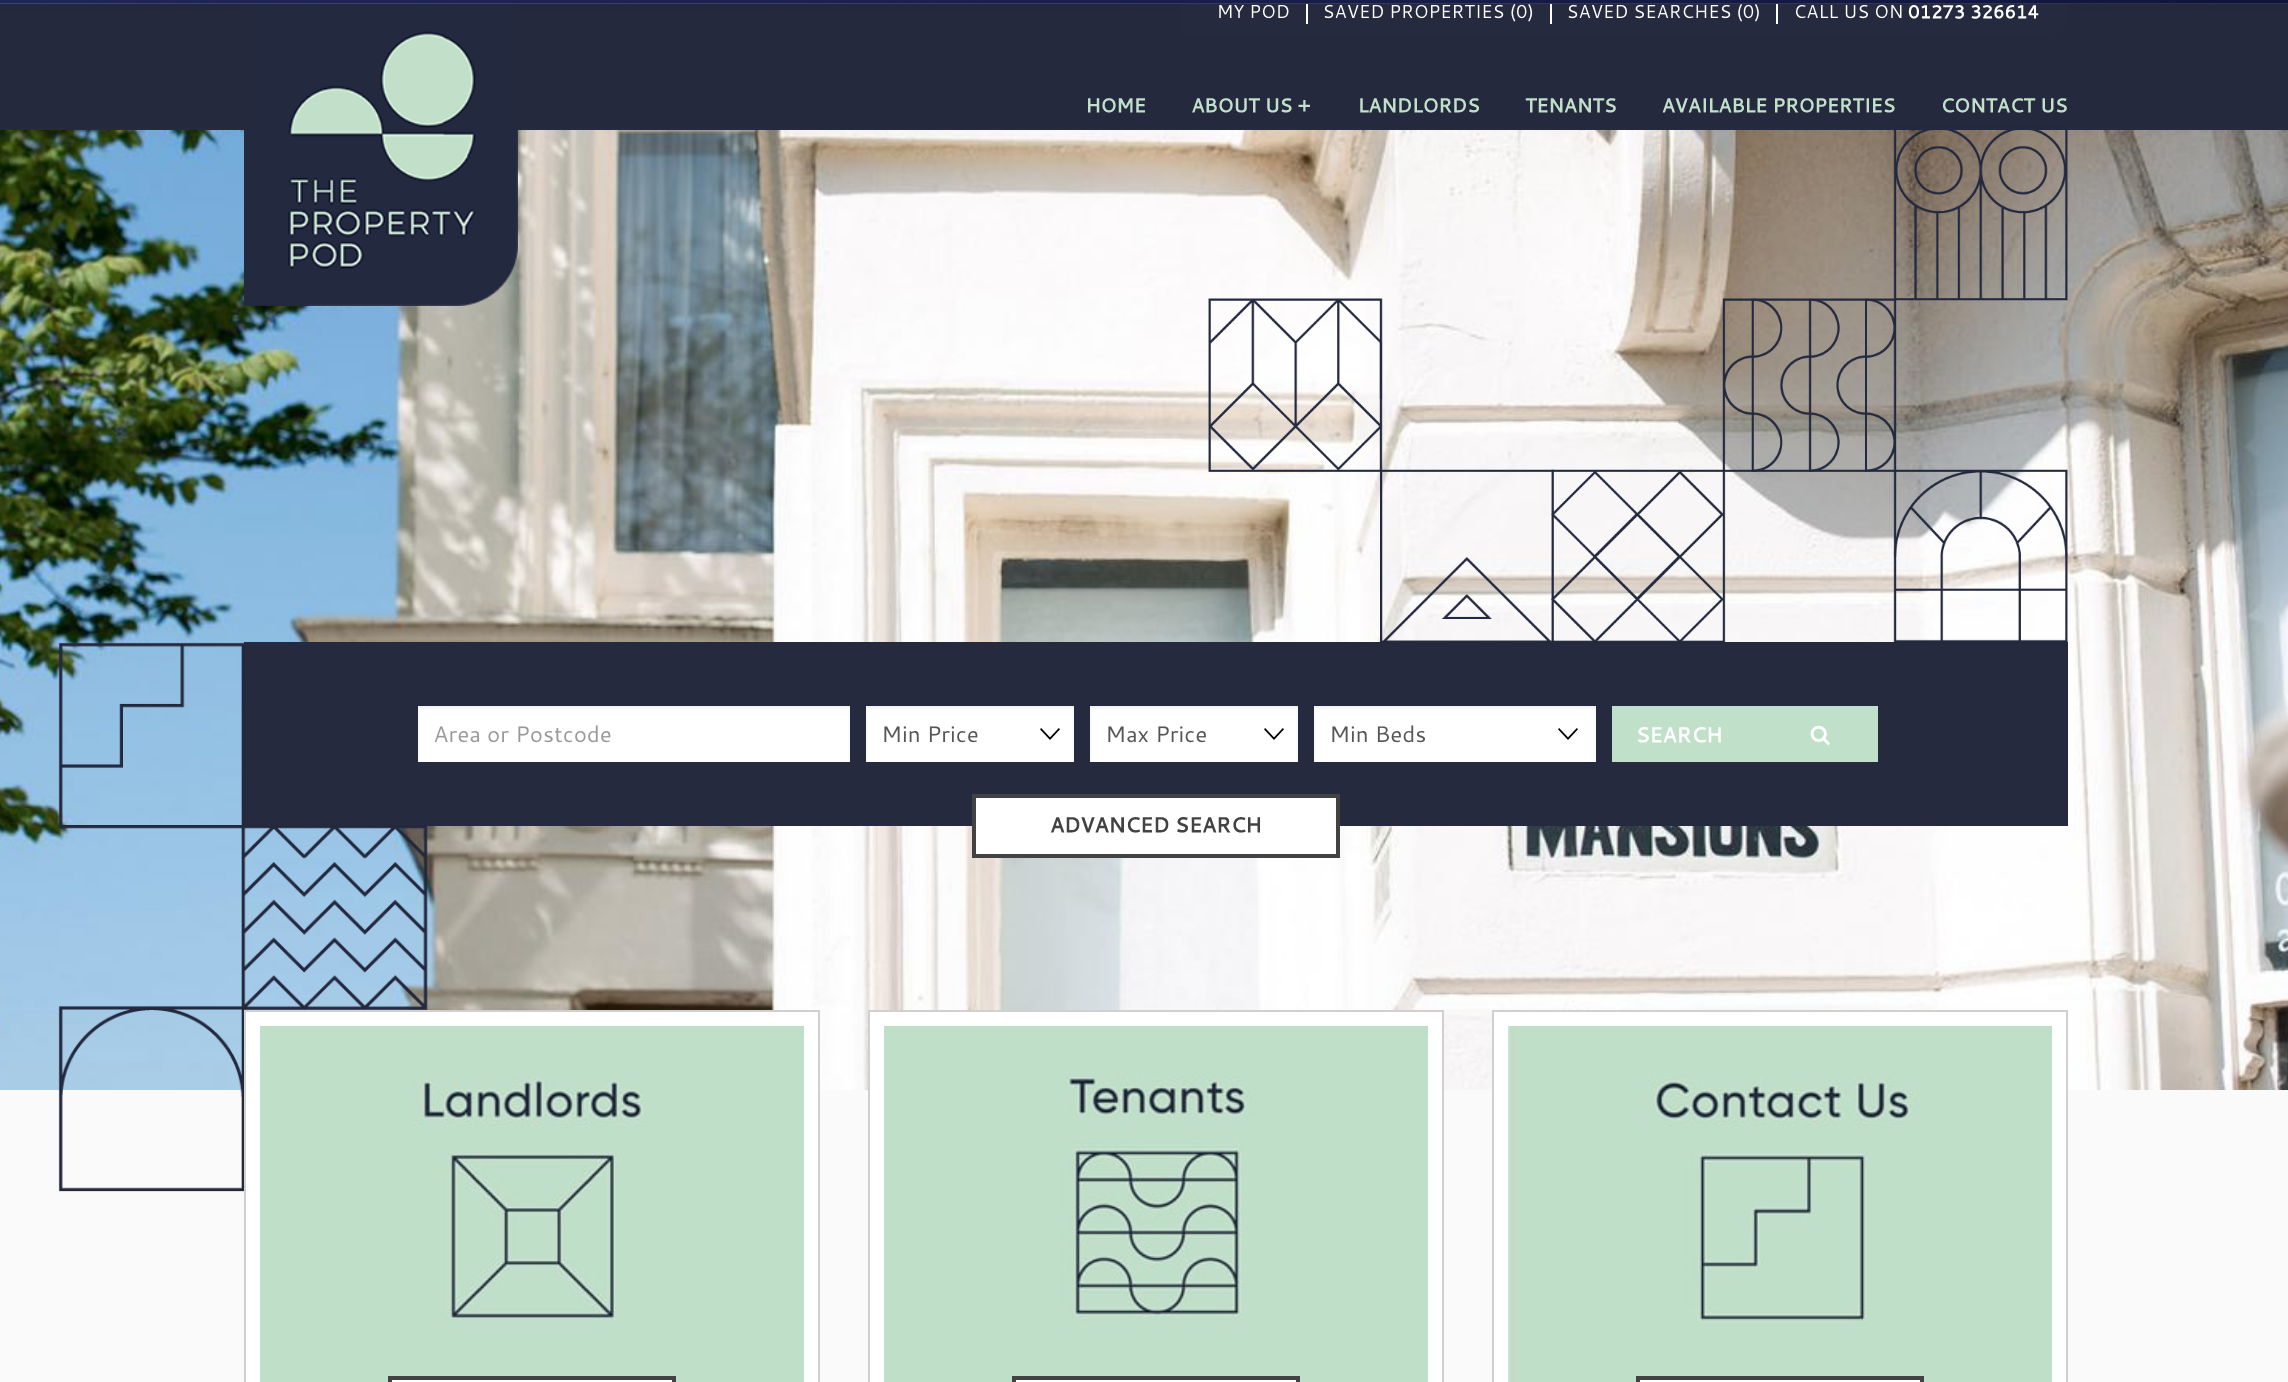 MY POD | SAVED PROPERTIES (0) | SAVED SEARCHES (0) | CALL US ON 01273 326614
HOME ABOUT US + LANDLORDS TENANTS AVAILABLE PROPERTIES CONTACT US
THE
PROPERTY
POD
Area or Postcode Min Price Max Price Min Beds SEARCH
ADVANCED SEARCH
MANSIONS
Landlords Tenants Contact Us